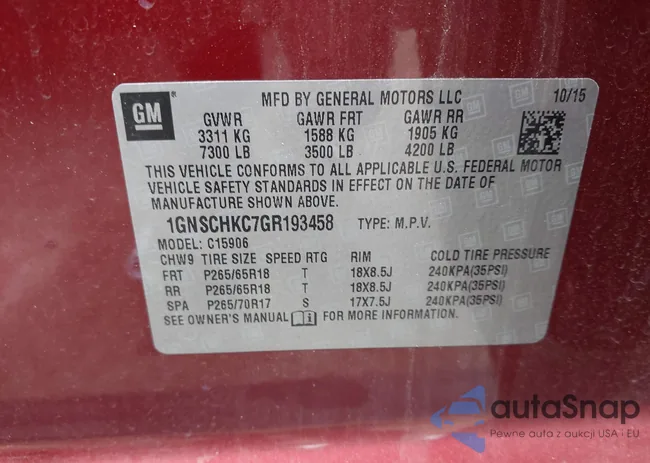 GM
MFD BY GENERAL MOTORS LLC 10/15
GVWR GAWR FRT GAWR RR
3311 KG 1588 KG 1905 KG
7300 LB 3500 LB 4200 LB
THIS VEHICLE CONFORMS TO ALL APPLICABLE U.S. FEDERAL MOTOR
VEHICLE SAFETY STANDARDS IN EFFECT ON THE DATE OF
MANUFACTURE SHOWN ABOVE.
1GNSCHKC7GR193458 TYPE: M.P.V.
MODEL: C15906
CHW9 TIRE SIZE SPEED RTG RIM COLD TIRE PRESSURE
FRT P265/65R18 T 18X8.5J 240KPA(35PSI)
RR P265/65R18 T 18X8.5J 240KPA(35PSI)
SPA P265/70R17 S 17X7.5J 240KPA(35PSI)
SEE OWNER'S MANUAL FOR MORE INFORMATION.
autaSnap
Pewne auta z aukcji USA i EU